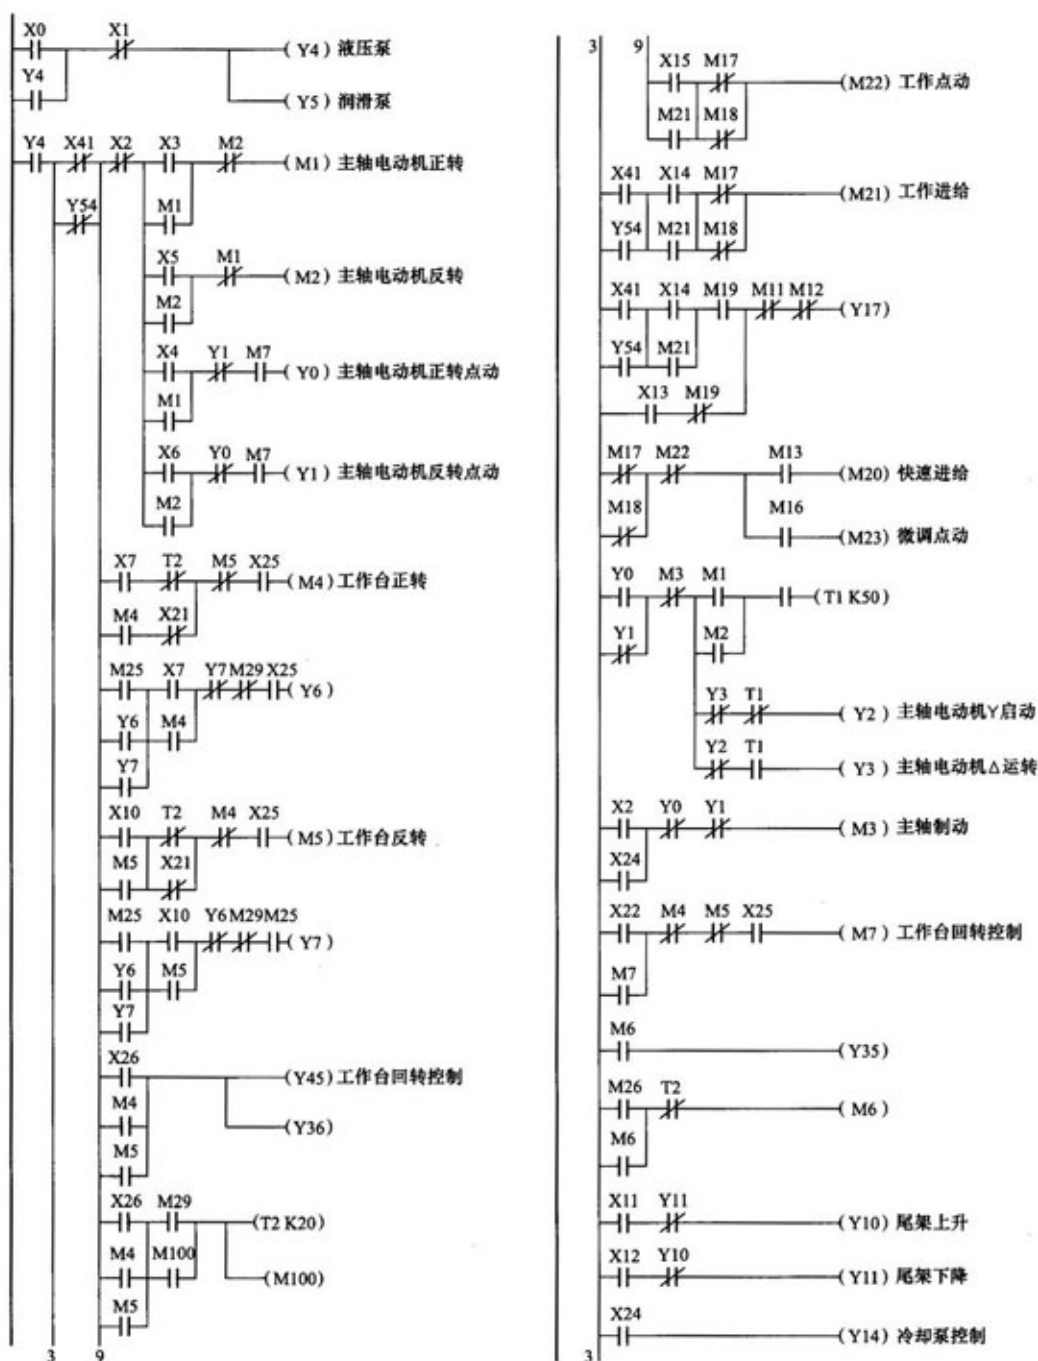 X0 X1
(Y4) 液压泵
Y4
(Y5) 润滑泵
Y4 X41 X2 X3 M2
(M1) 主轴电动机正转
Y54 M1
X5 M1
(M2) 主轴电动机反转
M2
X4 Y1 M7
(Y0) 主轴电动机正转点动
M1
X6 Y0 M7
(Y1) 主轴电动机反转点动
M2
X7 T2 M5 X25
(M4) 工作台正转
M4 X21
M25 X7 Y7 M29 X25
(Y6)
Y6 M4
Y7
X10 T2 M4 X25
(M5) 工作台反转
M5 X21
M25 X10 Y6 M29 M25
(Y7)
Y6 M5
Y7
X26
(Y45) 工作台回转控制
M4
(Y36)
M5
X26 M29
(T2 K20)
M4 M100
(M100)
M5
3 9
3 9
X15 M17
(M22) 工作点动
M21 M18
X41 X14 M17
(M21) 工作进给
Y54 M21 M18
X41 X14 M19 M11 M12
(Y17)
Y54 M21
X13 M19
M17 M22 M13
(M20) 快速进给
M18 M16
(M23) 微调点动
Y0 M3 M1
(T1 K50)
Y1 M2
Y3 T1
(Y2) 主轴电动机Y启动
Y2 T1
(Y3) 主轴电动机△运转
X2 Y0 Y1
(M3) 主轴制动
X24
X22 M4 M5 X25
(M7) 工作台回转控制
M7
M6
(Y35)
M26 T2
(M6)
M6
X11 Y11
(Y10) 尾架上升
X12 Y10
(Y11) 尾架下降
X24
(Y14) 冷却泵控制
3